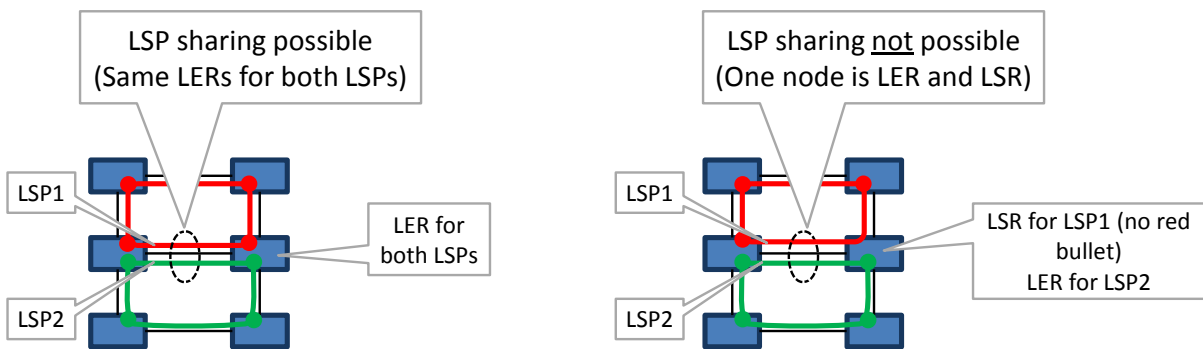 LSP sharing possible
(Same LERs for both LSPs)
LSP1
LER for
both LSPs
LSP2
LSP sharing not possible
(One node is LER and LSR)
LSP1
LSR for LSP1 (no red
bullet)
LER for LSP2
LSP2